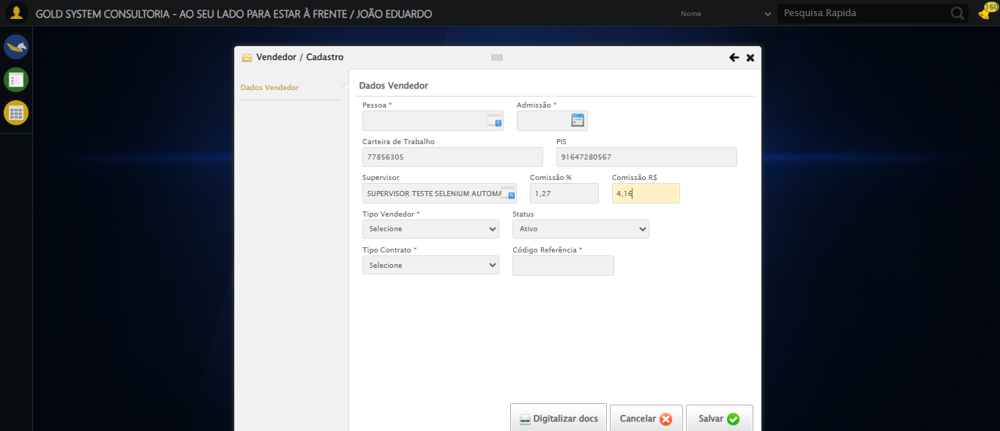 GOLD SYSTEM CONSULTORIA - AO SEU LADO PARA ESTAR À FRENTE / JOÃO EDUARDO
Nome
Pesquisa Rapida
160
Vendedor / Cadastro
Dados Vendedor
Dados Vendedor
Pessoa *
Admissão *
Carteira de Trabalho
PIS
77856305
91647280567
Supervisor
Comissão %
Comissão R$
SUPERVISOR TESTE SELENIUM AUTOMA
1,27
4,16
Tipo Vendedor *
Status
Selecione
Ativo
Tipo Contrato *
Código Referência *
Selecione
Digitalizar docs
Cancelar
Salvar